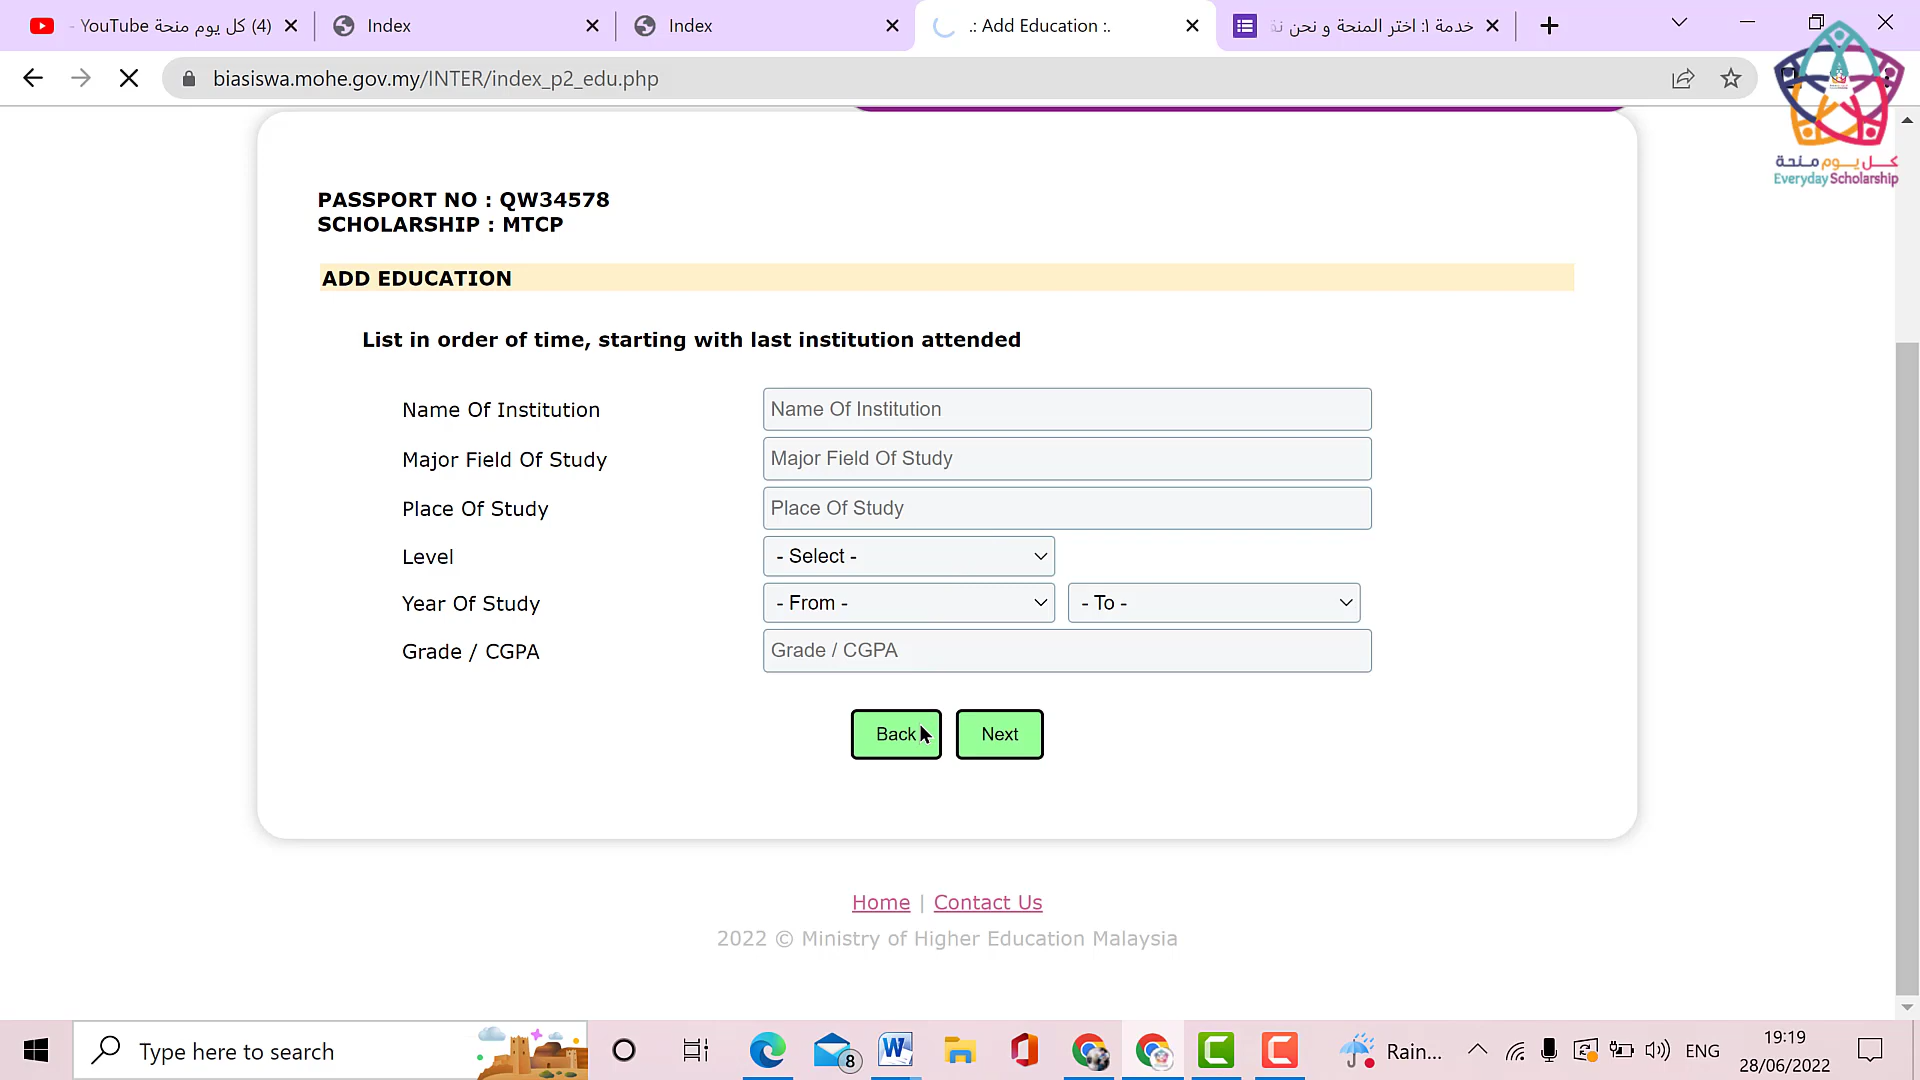 YouTube كل يوم منحة (4)
Index
Index
.: Add Education :.
خدمة 1: اختر المنحة و نحن نق
biasiswa.mohe.gov.my/INTER/index_p2_edu.php
كل يوم منحة
EverydayScholarship
PASSPORT NO : QW34578
SCHOLARSHIP : MTCP
ADD EDUCATION
List in order of time, starting with last institution attended
Name Of Institution Name Of Institution
Major Field Of Study Major Field Of Study
Place Of Study Place Of Study
Level - Select -
Year Of Study - From - - To -
Grade / CGPA Grade / CGPA
Back Next
Home | Contact Us
2022 © Ministry of Higher Education Malaysia
Type here to search
8
Rain...
ENG
19:19
28/06/2022